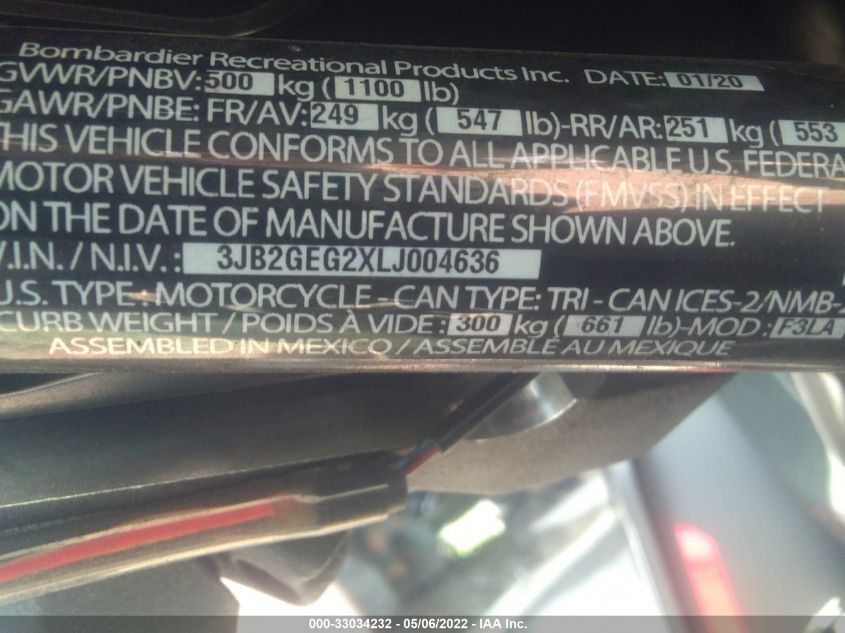 Bombardier Recreational Products Inc. DATE: 01/20
GVWR/PNBV: 500 kg ( 1100 lb)
GAWR/PNBE: FR/AV: 249 kg ( 547 lb)-RR/AR: 251 kg ( 553
THIS VEHICLE CONFORMS TO ALL APPLICABLE U.S. FEDERA
MOTOR VEHICLE SAFETY STANDARDS (FMVSS) IN EFFECT
ON THE DATE OF MANUFACTURE SHOWN ABOVE.
V.I.N. / N.I.V. : 3JB2GEG2XLJ004636
U.S. TYPE- MOTORCYCLE - CAN TYPE: TRI - CAN ICES-2/NMB-2
CURB WEIGHT / POIDS À VIDE : 300 kg ( 661 lb)-MOD : F3LA
ASSEMBLED IN MEXICO / ASSEMBLÉ AU MEXIQUE
000-33034232 - 05/06/2022 - © IAA Inc.